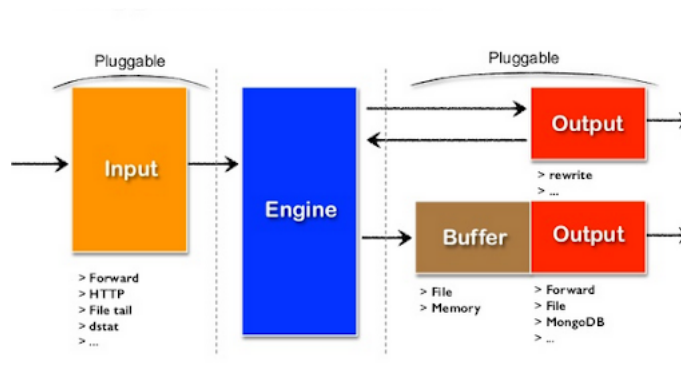 Pluggable
Pluggable
Input
Engine
Output
> rewrite
> ...
Buffer
Output
> Forward
> HTTP
> File tail
> dstat
> ...
> File
> Memory
> Forward
> File
> MongoDB
> ...